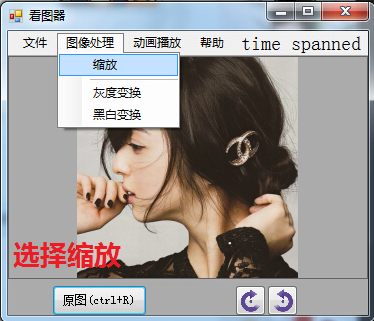 看图器
文件 图像处理 动画播放 帮助 time spanned
缩放
灰度变换
黑白变换
选择缩放
原图(ctrl+R)